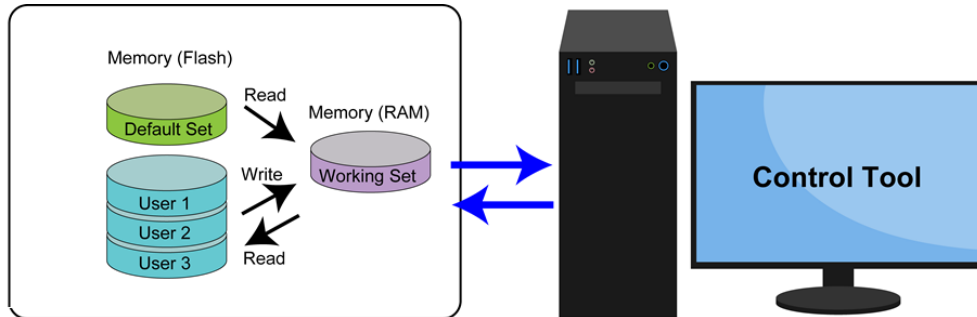 Memory (Flash)
Read
Default Set
Memory (RAM)
Working Set
Write
User 1
User 2
User 3
Read
Control Tool